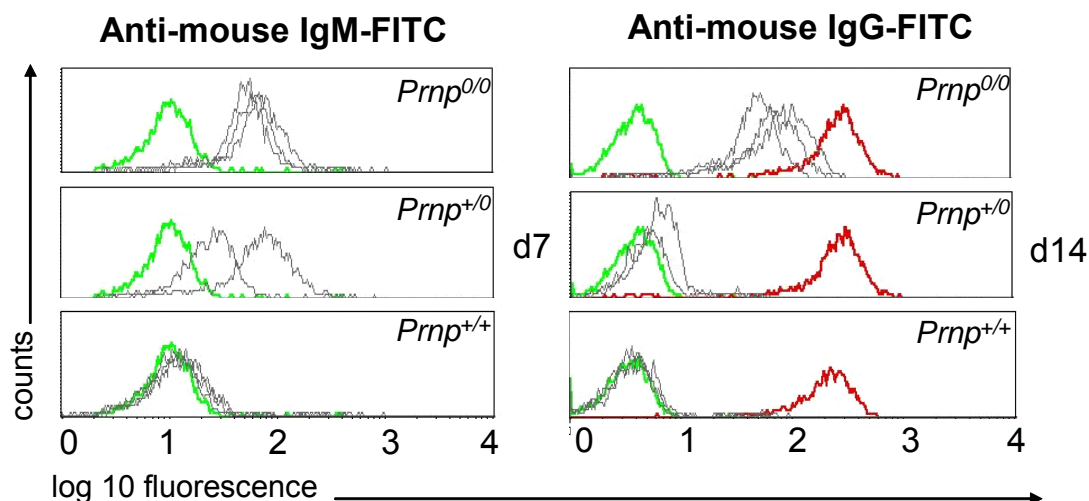 Anti-mouse IgM-FITC
Anti-mouse IgG-FITC
Prnp0/0
Prnp0/0
Prnp+/0
d7
Prnp+/0
d14
Prnp+/+
Prnp+/+
counts
0 1 2 3 4
0 1 2 3 4
log 10 fluorescence